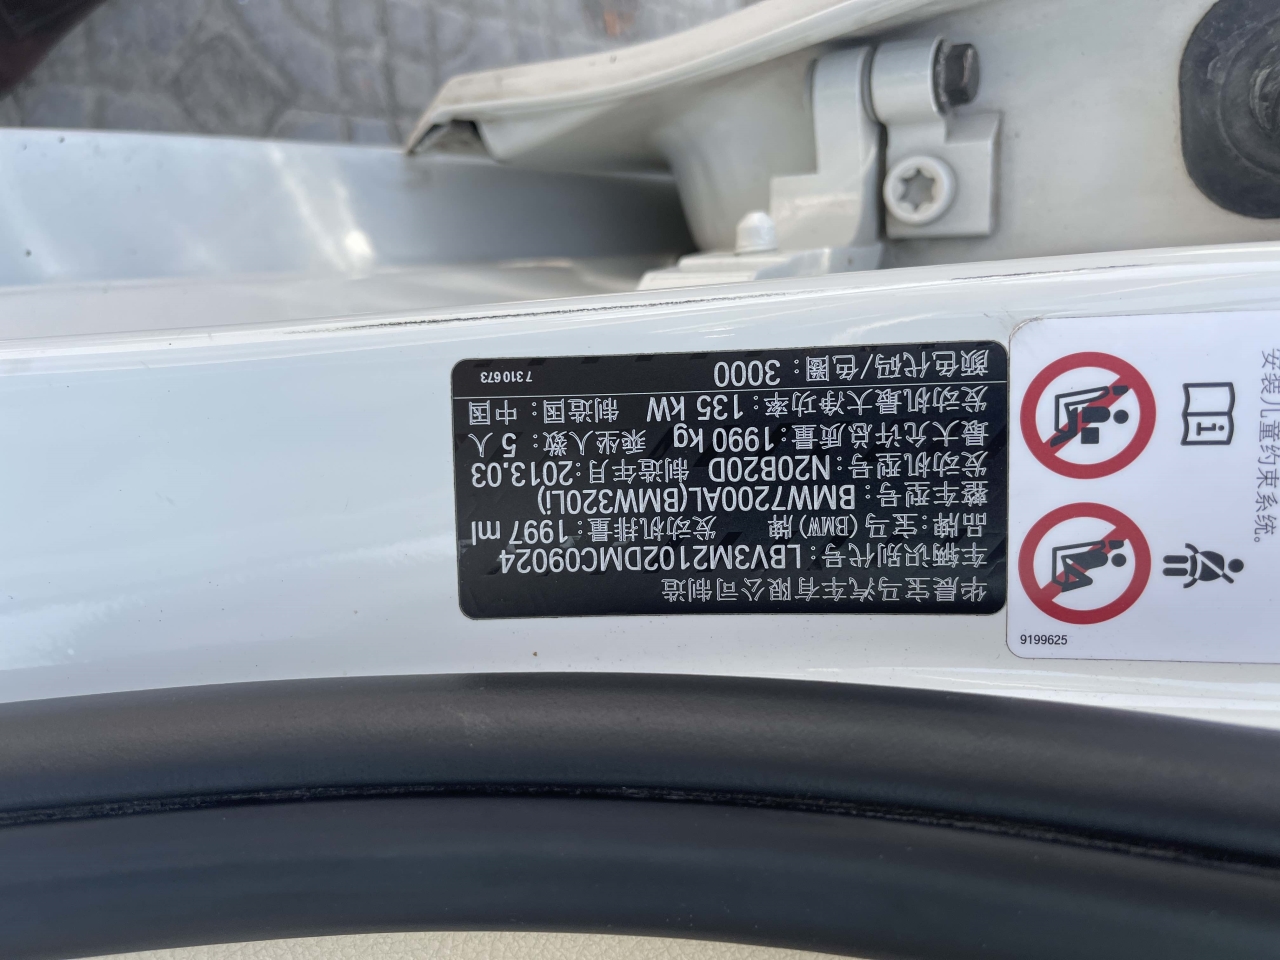 华晨宝马汽车有限公司制造
车辆识别代号：LBV3M2102DMC09024
品牌：宝马(BMW)牌 发动机排量：1997 ml
整车型号：BMW7200AL(BMW320Li)
发动机型号：N20B20D 制造年月：2013.03
最大允许总质量：1990 kg 乘坐人数：5 人
发动机最大净功率：135 kW 制造国：中国
颜色代码/色圈：3000 7310673
9199625
安装儿童约束系统。